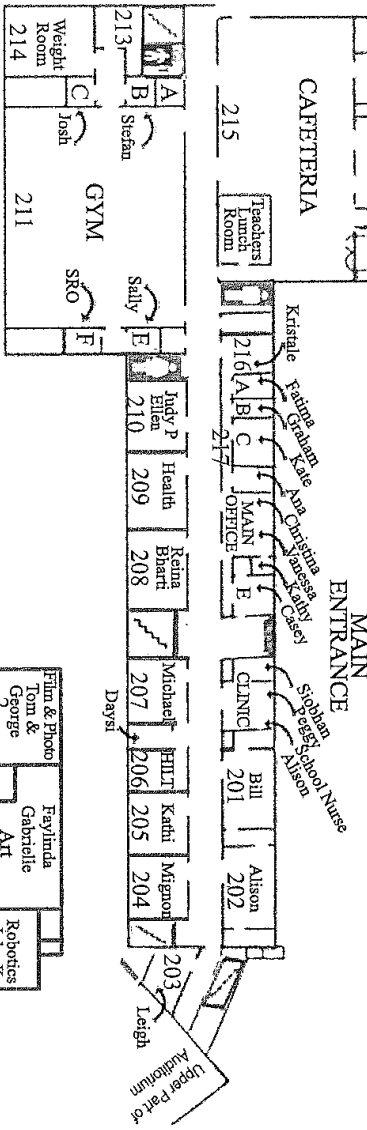 MAIN
ENTRANCE
CAFETERIA
215
Teachers
Lunch
Room
Kristale
Fatima
Graham
Kate
Ana
Christina
Vanessa
Kathy
Casey
Siobhan
Peggy
School Nurse
Alison
216
A
B
C
217
MAIN
OFFICE
E
CLINIC
Bill
201
Alison
202
213
A
B
C
Weight
Room
214
Stefan
Josh
GYM
211
Sally
SRO
E
F
Judy P
Ellen
210
Health
209
Reina
Bharti
208
Michael
207
Daysi
HILT
206
Kathi
205
Mignon
204
203
Leigh
Upper Part of
Auditorium
Film & Photo
Tom &
George
2
Faylinda
Gabrielle
Art
Robotics